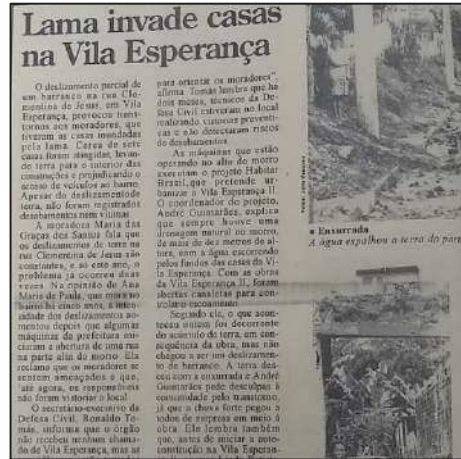 Lama invade casas
na Vila Esperança
O deslizamento parcial de
um barranco na rua Cle-
mentina de Jesus, em Vila
Esperança, provocou trans-
tornos aos moradores, que
tiveram as casas inundadas
pela lama. Cerca de sete
casas foram atingidas, levan-
do terra para o interior das
construções e prejudicando o
acesso de veículos ao bairro.
Apesar do deslizamento de
terra, não foram registrados
desabamentos nem vítimas.
A moradora Maria das
Graças dos Santos fala que
os deslizamentos de terra na
rua Clementina de Jesus são
constantes, e só este ano, o
problema já ocorreu duas
vezes. Na opinião de Ana
Maria de Paula, que mora no
bairro há cinco anos, a inten-
sidade dos deslizamentos au-
mentou depois que algumas
máquinas da prefeitura ini-
ciaram a abertura de uma rua
na parte alta do morro. Ela
reclama que os moradores se
sentem ameaçados e que,
"até agora, os responsáveis
não foram vistoriar o local".
O secretário-executivo da
Defesa Civil, Ronaldo To-
más, informa que o órgão
não recebeu nenhum chama-
do de Vila Esperança, mas as
para orientar os moradores",
afirma. Tomás lembra que há
dois meses, técnicos da De-
fesa Civil estiveram no local
realizando vistorias preventi-
vas e não detectaram riscos
de desabamentos.
As máquinas que estão
operando no alto do morro
executam o projeto Habitar
Brasil, que pretende ur-
banizar a Vila Esperança II.
O coordenador do projeto,
André Guimarães, explica
que sempre houve uma
drenagem natural no morro,
de mais de dez metros de al-
tura, com a água escorrendo
pelos fundos das casas do Vi-
la Esperança. Com as obras
da Vila Esperança II, foram
abertas canaletas para con-
trolar o escoamento.
Segundo ele, o que acon-
teceu ontem foi decorrente
do acúmulo de terra, em con-
sequência da obra, mas não
chegou a ser um deslizamen-
to de barranco. A terra des-
ceu com a enxurrada e André
Guimarães pede desculpas à
comunidade pelo transtorno,
já que a chuva forte pegou a
todos de surpresa em meio à
obra. Ele lembra também
que, antes de iniciar a auto-
construção na Vila Esperan-
Enxurrada
A água espalhou a terra do